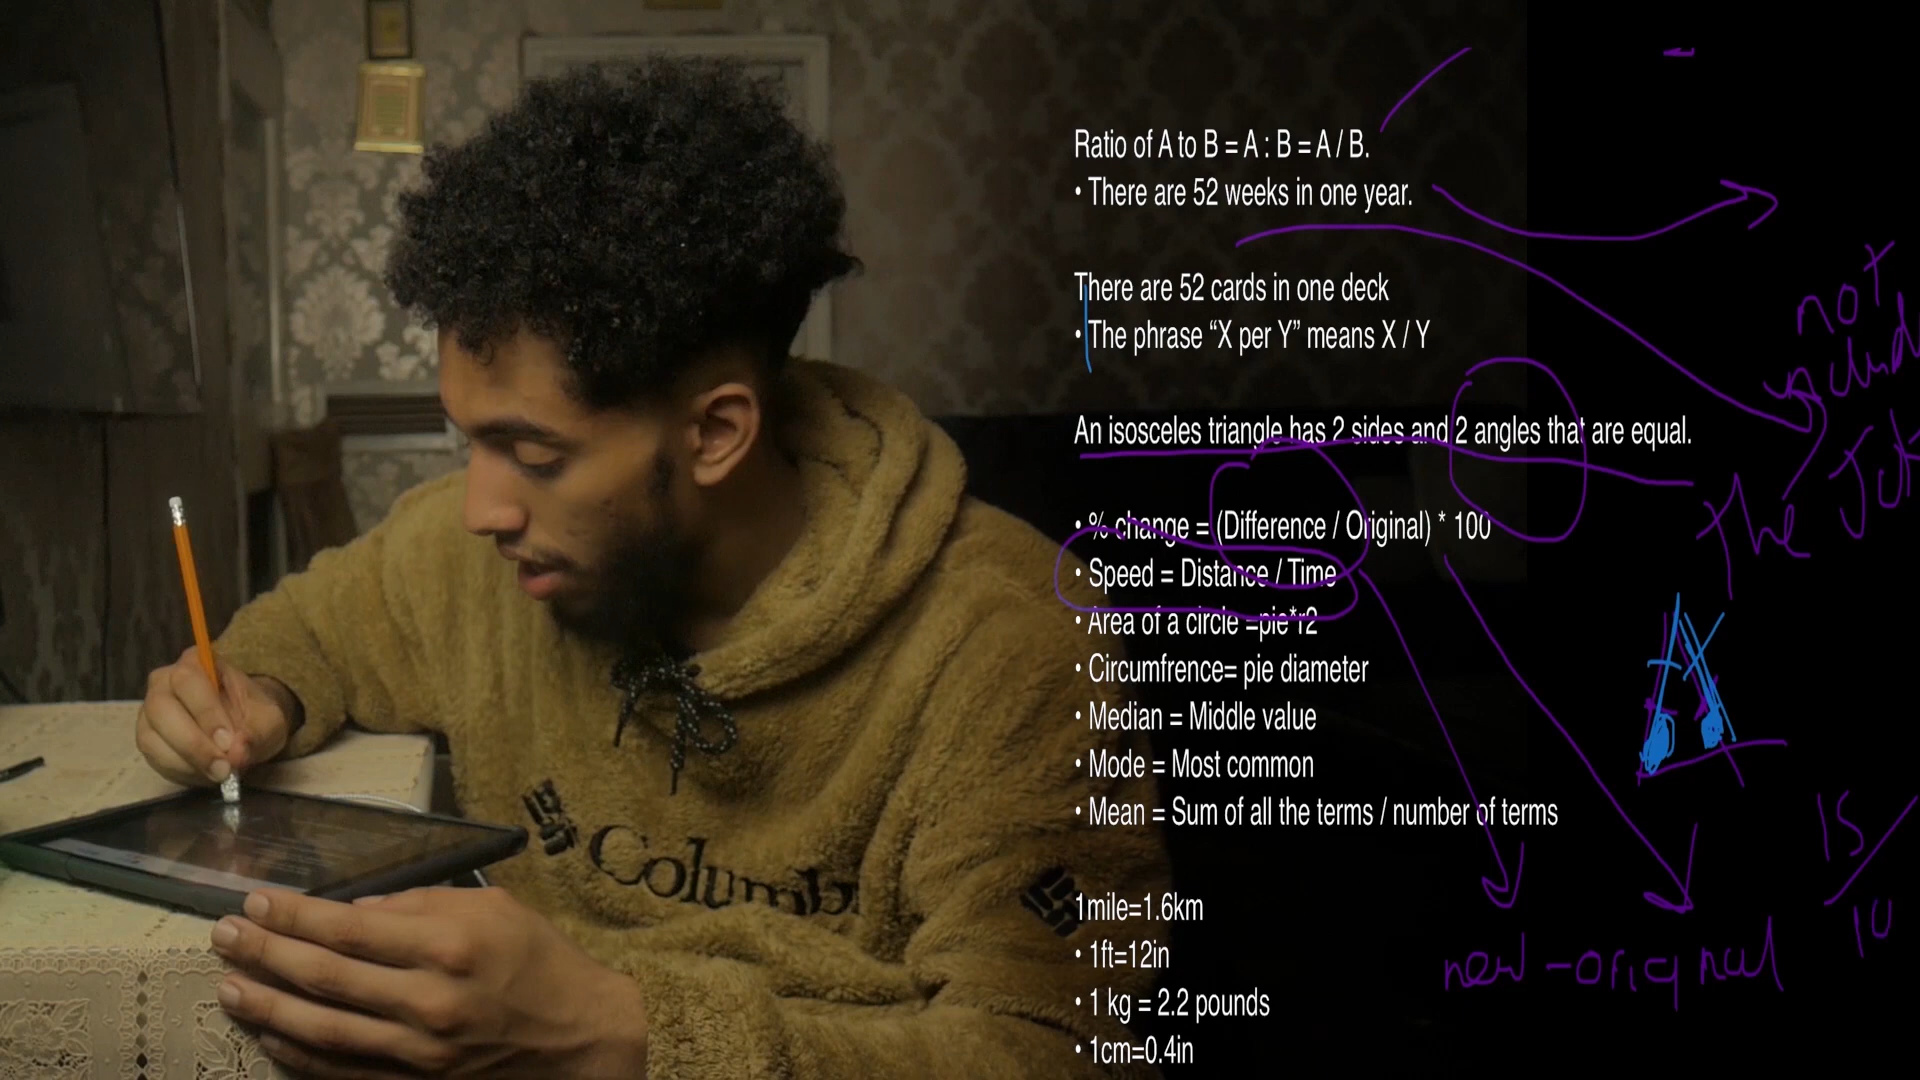 Ratio of A to B = A : B = A / B.
• There are 52 weeks in one year.
There are 52 cards in one deck
• The phrase “X per Y” means X / Y
not
An isosceles triangle has 2 sides and 2 angles that are equal.
the
• % change = (Difference / Original) * 100
• Speed = Distance / Time
• Area of a circle =pie*r2
• Circumfrence= pie diameter
• Median = Middle value
• Mode = Most common
• Mean = Sum of all the terms / number of terms
15/10
Columbi
1mile=1.6km
• 1ft=12in
new - original
• 1 kg = 2.2 pounds
• 1cm=0.4in